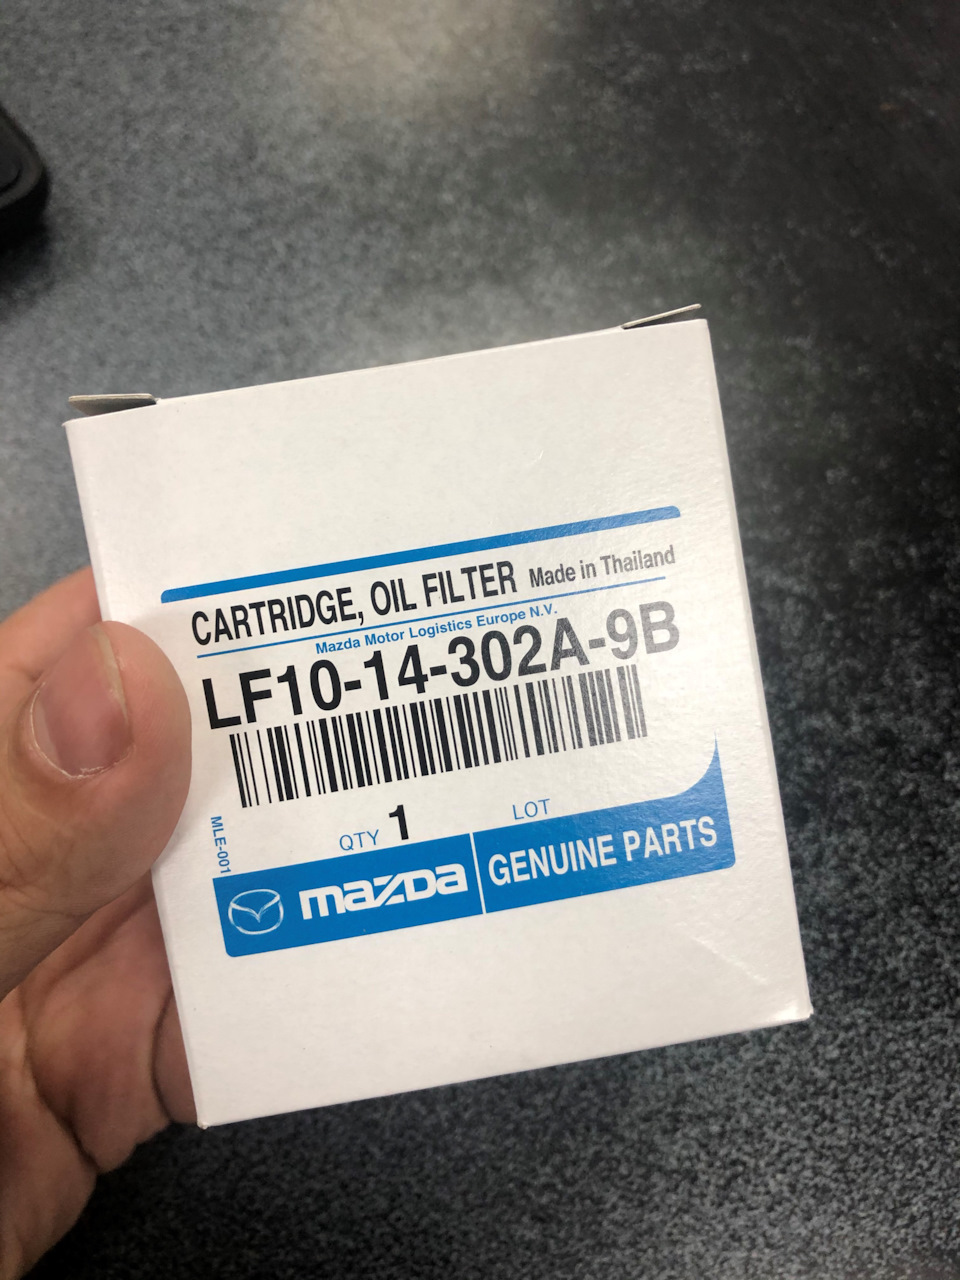 CARTRIDGE, OIL FILTER Made in Thailand
Mazda Motor Logistics Europe N.V.
LF10-14-302A-9B
QTY 1 LOT
MLE-001
mazda GENUINE PARTS